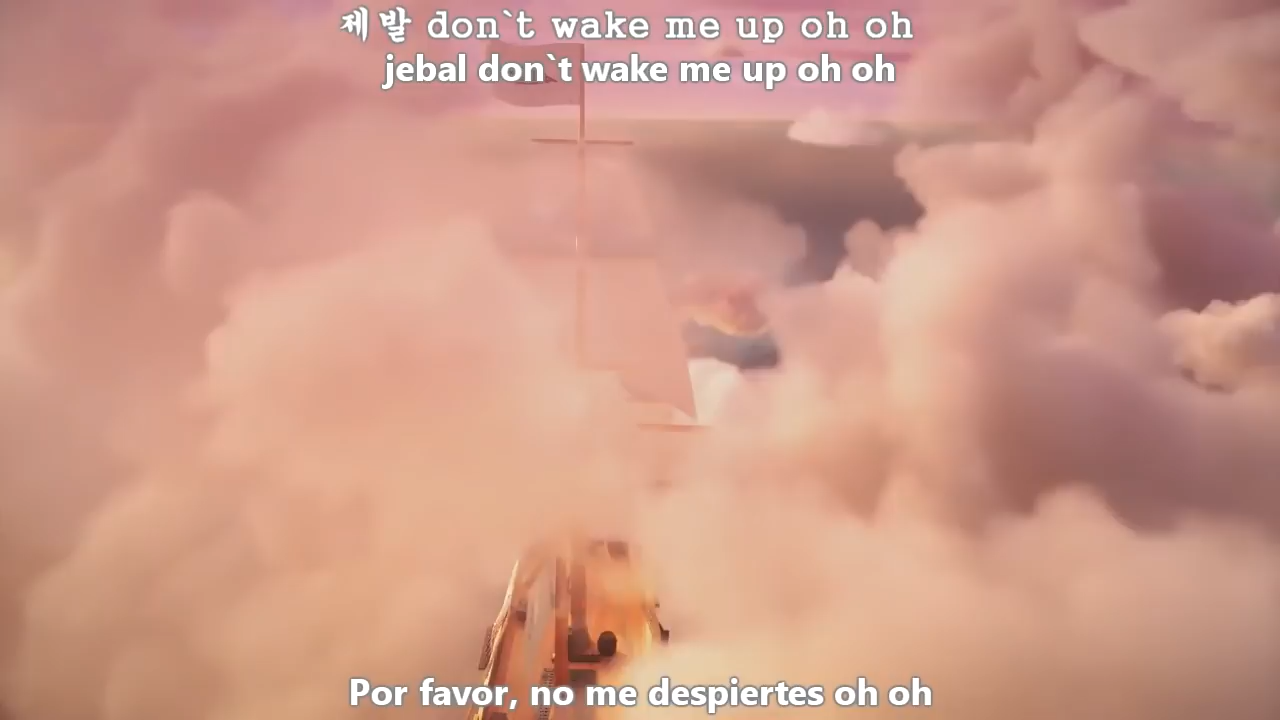 제발 don`t wake me up oh oh
jebal don`t wake me up oh oh
Por favor, no me despiertes oh oh